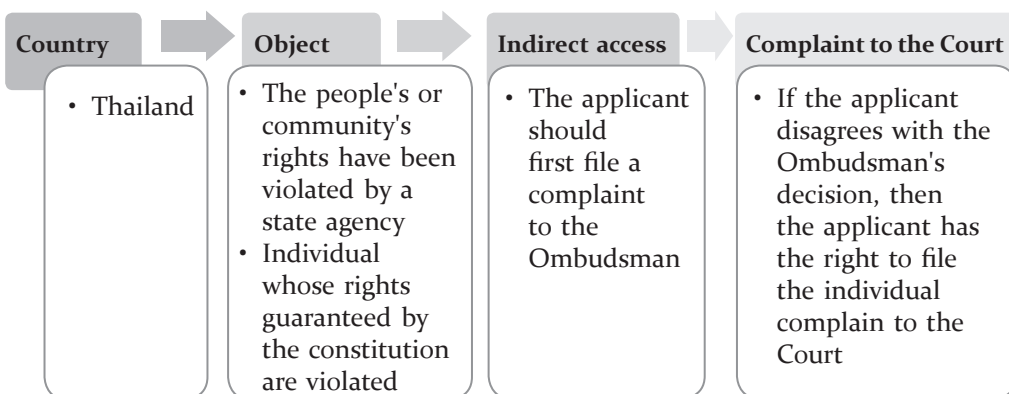 Country
Object
Indirect access
Complaint to the Court
• Thailand
• The people's or
community's
rights have been
violated by a
state agency
• Individual
whose rights
guaranteed by
the constitution
are violated
• The applicant
should
first file a
complaint
to the
Ombudsman
• If the applicant
disagrees with the
Ombudsman's
decision, then
the applicant has
the right to file
the individual
complain to the
Court